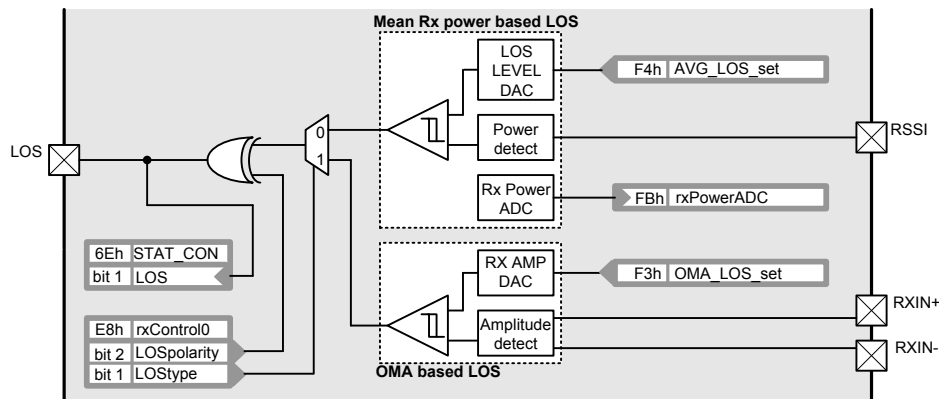 Mean Rx power based LOS
LOS
LEVEL
DAC
F4h AVG_LOS_set
0
1
Power
detect
RSSI
LOS
Rx Power
ADC
FBh rxPowerADC
6Eh STAT_CON
bit 1 LOS
RX AMP
DAC
F3h OMA_LOS_set
E8h rxControl0
bit 2 LOSpolarity
bit 1 LOStype
Amplitude
detect
RXIN+
RXIN-
OMA based LOS